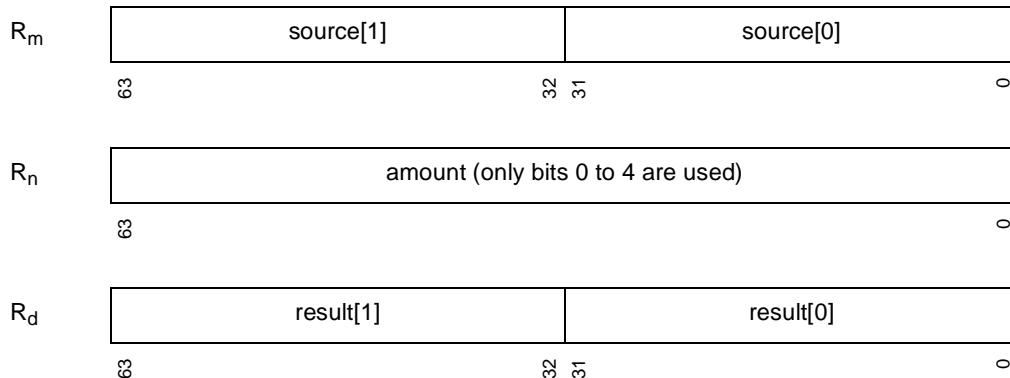 Rm source[1] source[0]
63 32 31 0
Rn amount (only bits 0 to 4 are used)
63 0
Rd result[1] result[0]
63 32 31 0